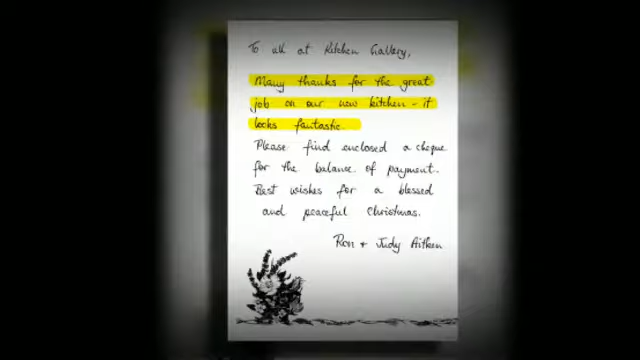 To all at Kitchen Gallery,
Many thanks for the great
job on our new kitchen - it
looks fantastic.
Please find enclosed a cheque
for the balance of payment.
Best wishes for a blessed
and peaceful Christmas.
Ron + Judy Aitken